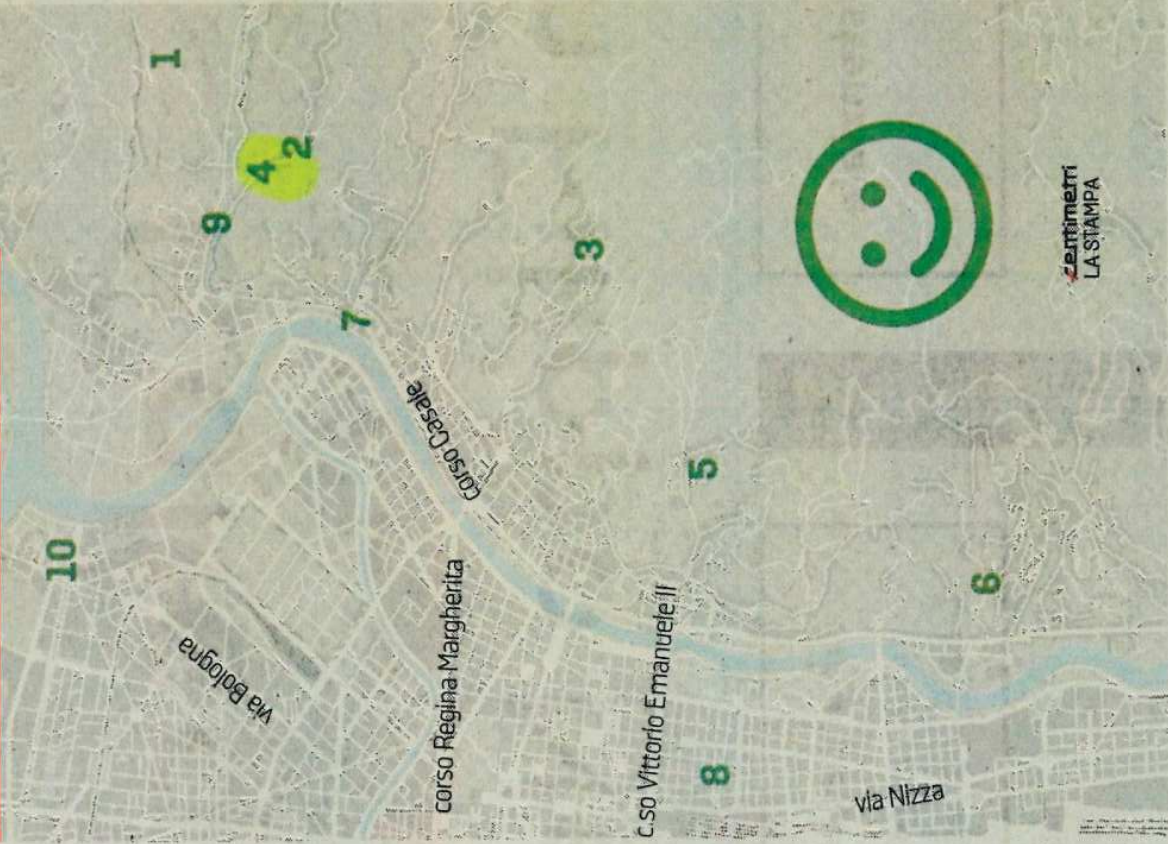 10
1
via Bologna
9
4
2
7
corso Casale
corso Regina Margherita
3
C.so Vittorio Emanuele II
5
8
via Nizza
6
centimetri
LA STAMPA